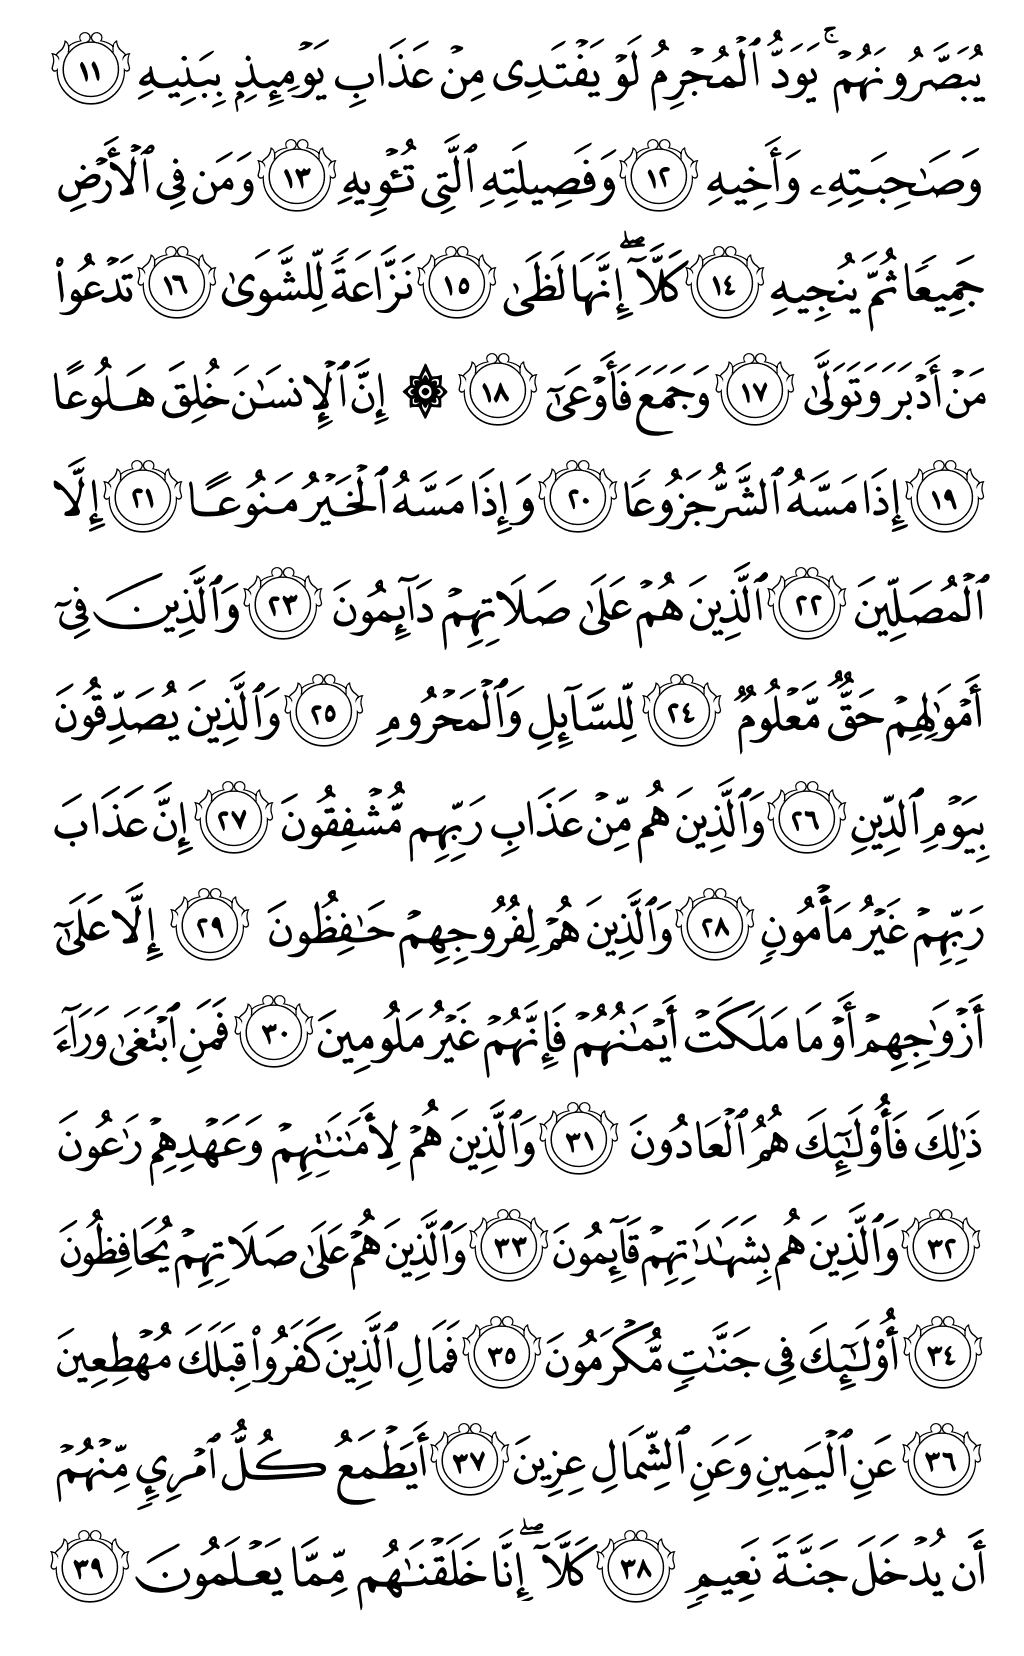 يُبَصَّرُونَهُمْ ۚ يَوَدُّ ٱلْمُجْرِمُ لَوْ يَفْتَدِى مِنْ عَذَابِ يَوْمِئِذٍۭ بِبَنِيهِ ١١
وَصَـٰحِبَتِهِۦ وَأَخِيهِ ١٢ وَفَصِيلَتِهِ ٱلَّتِى تُـْٔوِيهِ ١٣ وَمَن فِى ٱلْأَرْضِ
جَمِيعًا ثُمَّ يُنجِيهِ ١٤ كَلَّآ ۖ إِنَّهَا لَظَىٰ ١٥ نَزَّاعَةً لِّلشَّوَىٰ ١٦ تَدْعُوا۟
مَنْ أَدْبَرَ وَتَوَلَّىٰ ١٧ وَجَمَعَ فَأَوْعَىٰٓ ١٨ ۞ إِنَّ ٱلْإِنسَـٰنَ خُلِقَ هَلُوعًا
١٩ إِذَا مَسَّهُ ٱلشَّرُّ جَزُوعًا ٢٠ وَإِذَا مَسَّهُ ٱلْخَيْرُ مَنُوعًا ٢١ إِلَّا
ٱلْمُصَلِّينَ ٢٢ ٱلَّذِينَ هُمْ عَلَىٰ صَلَاتِهِمْ دَآئِمُونَ ٢٣ وَٱلَّذِينَ فِىٓ
أَمْوَٰلِهِمْ حَقٌّ مَّعْلُومٌ ٢٤ لِّلسَّآئِلِ وَٱلْمَحْرُومِ ٢٥ وَٱلَّذِينَ يُصَدِّقُونَ
بِيَوْمِ ٱلدِّينِ ٢٦ وَٱلَّذِينَ هُم مِّنْ عَذَابِ رَبِّهِم مُّشْفِقُونَ ٢٧ إِنَّ عَذَابَ
رَبِّهِمْ غَيْرُ مَأْمُونٍ ٢٨ وَٱلَّذِينَ هُمْ لِفُرُوجِهِمْ حَـٰفِظُونَ ٢٩ إِلَّا عَلَىٰٓ
أَزْوَٰجِهِمْ أَوْ مَا مَلَكَتْ أَيْمَـٰنُهُمْ فَإِنَّهُمْ غَيْرُ مَلُومِينَ ٣٠ فَمَنِ ٱبْتَغَىٰ وَرَآءَ
ذَٰلِكَ فَأُو۟لَـٰٓئِكَ هُمُ ٱلْعَادُونَ ٣١ وَٱلَّذِينَ هُمْ لِأَمَـٰنَـٰتِهِمْ وَعَهْدِهِمْ رَٰعُونَ
٣٢ وَٱلَّذِينَ هُم بِشَهَـٰدَٰتِهِمْ قَآئِمُونَ ٣٣ وَٱلَّذِينَ هُمْ عَلَىٰ صَلَاتِهِمْ يُحَافِظُونَ
٣٤ أُو۟لَـٰٓئِكَ فِى جَنَّـٰتٍ مُّكْرَمُونَ ٣٥ فَمَالِ ٱلَّذِينَ كَفَرُوا۟ قِبَلَكَ مُهْطِعِينَ
٣٦ عَنِ ٱلْيَمِينِ وَعَنِ ٱلشِّمَالِ عِزِينَ ٣٧ أَيَطْمَعُ كُلُّ ٱمْرِئٍ مِّنْهُمْ
أَن يُدْخَلَ جَنَّةَ نَعِيمٍ ٣٨ كَلَّآ ۖ إِنَّا خَلَقْنَـٰهُم مِّمَّا يَعْلَمُونَ ٣٩